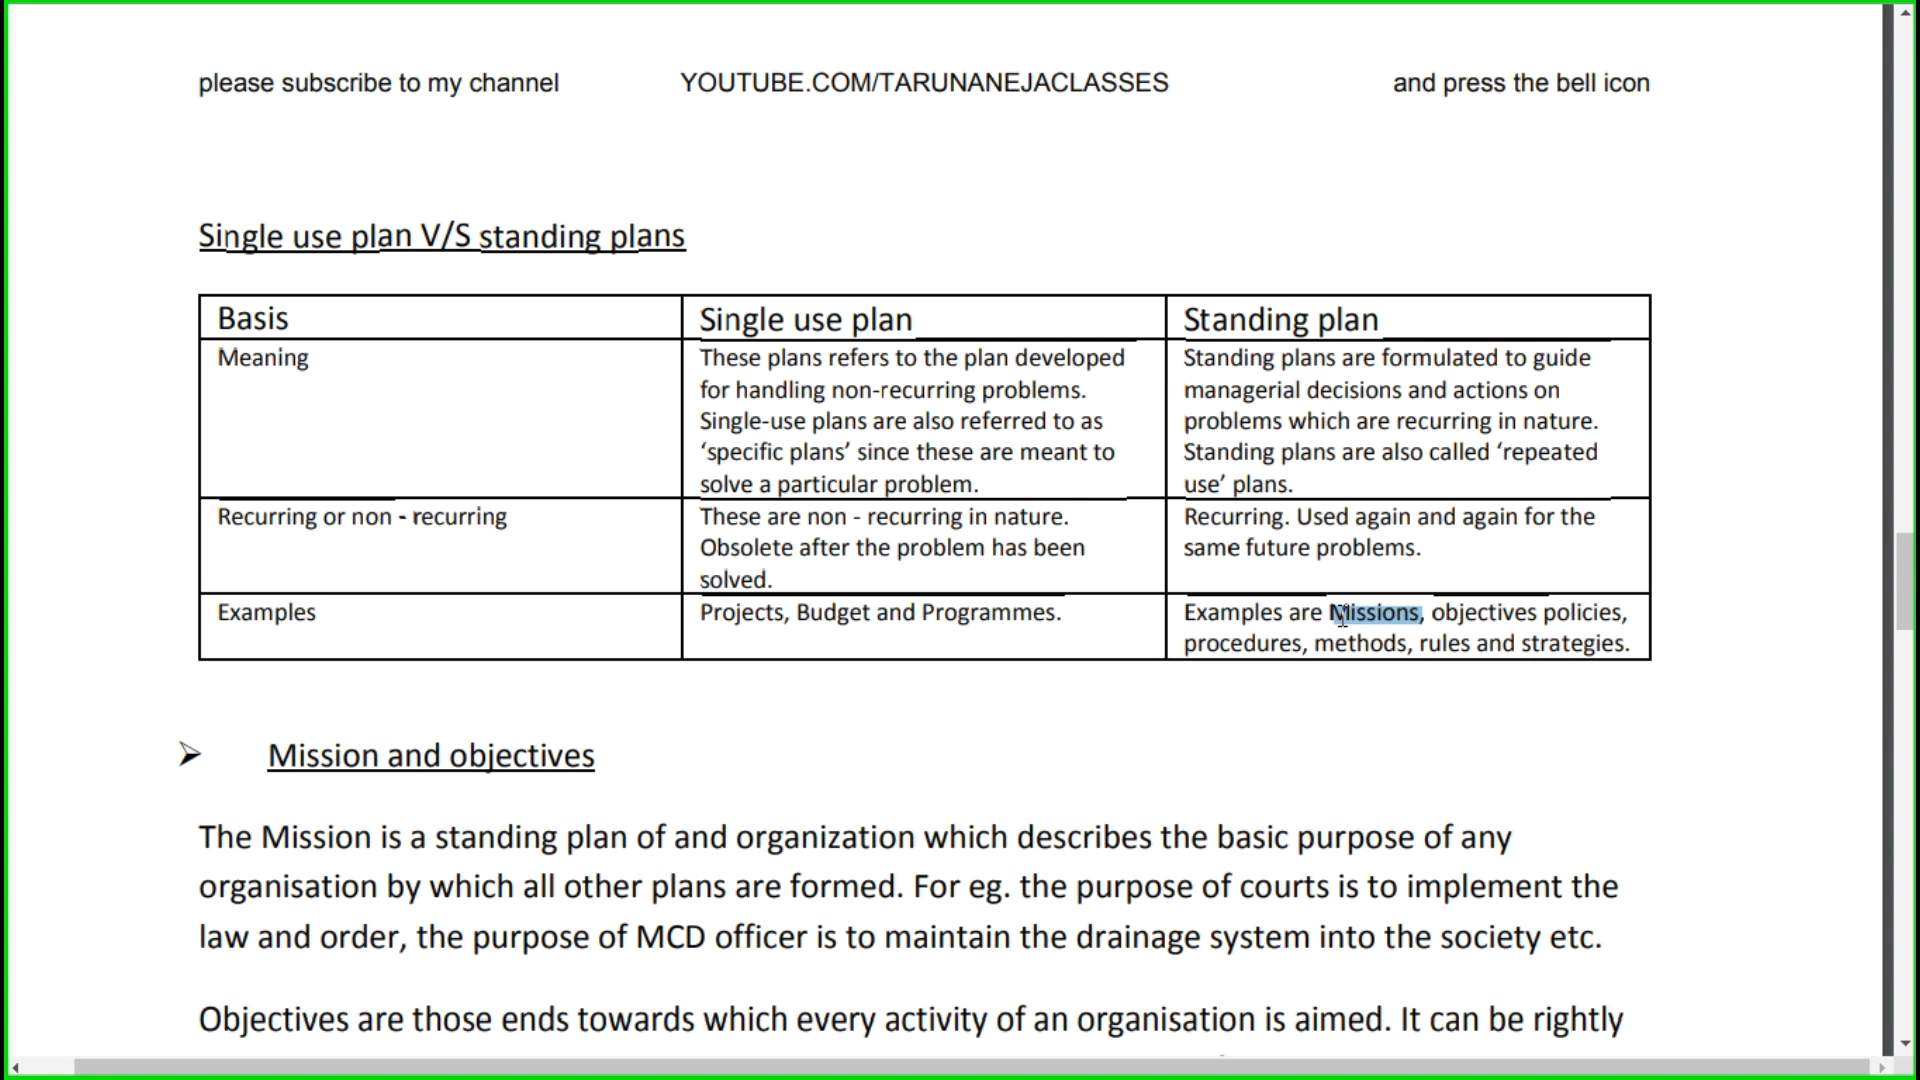 please subscribe to my channel YOUTUBE.COM/TARUNANEJACLASSES and press the bell icon
Single use plan V/S standing plans
Basis
Single use plan
Standing plan
Meaning
These plans refers to the plan developed
for handling non-recurring problems.
Single-use plans are also referred to as
‘specific plans’ since these are meant to
solve a particular problem.
Standing plans are formulated to guide
managerial decisions and actions on
problems which are recurring in nature.
Standing plans are also called ‘repeated
use’ plans.
Recurring or non - recurring
These are non - recurring in nature.
Obsolete after the problem has been
solved.
Recurring. Used again and again for the
same future problems.
Examples
Projects, Budget and Programmes.
Examples are Missions, objectives policies,
procedures, methods, rules and strategies.
➢ Mission and objectives
The Mission is a standing plan of and organization which describes the basic purpose of any
organisation by which all other plans are formed. For eg. the purpose of courts is to implement the
law and order, the purpose of MCD officer is to maintain the drainage system into the society etc.
Objectives are those ends towards which every activity of an organisation is aimed. It can be rightly